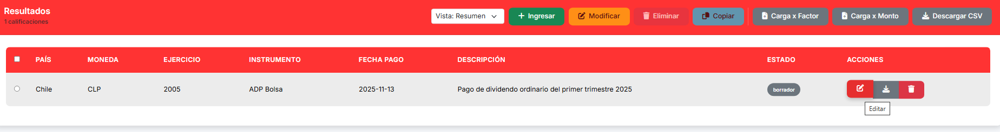 Resultados
1 calificaciones
Vista: Resumen
Ingresar
Modificar
Eliminar
Copiar
Carga x Factor
Carga x Monto
Descargar CSV
PAÍS MONEDA EJERCICIO INSTRUMENTO FECHA PAGO DESCRIPCIÓN ESTADO ACCIONES
Chile CLP 2005 ADP Bolsa 2025-11-13 Pago de dividendo ordinario del primer trimestre 2025 borrador
Editar